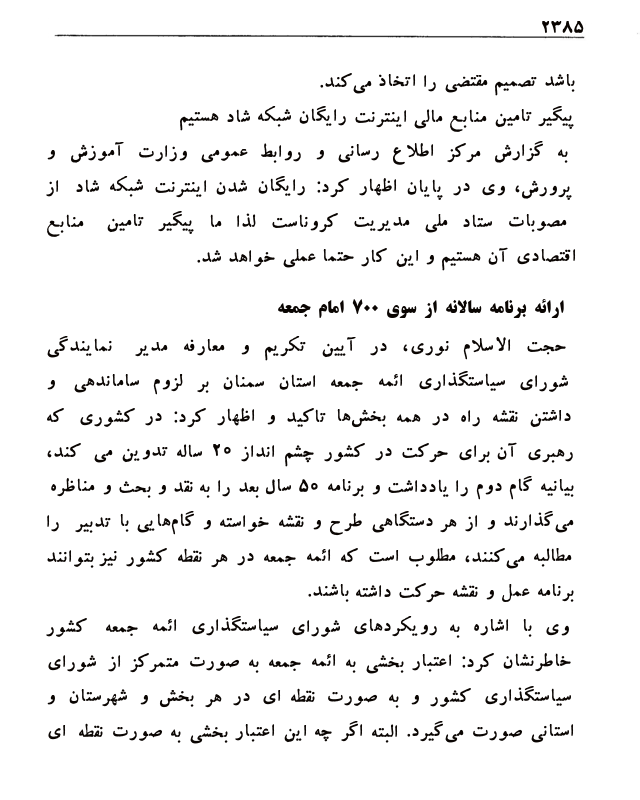 ۲۳۸۵
باشد تصمیم مقتضی را اتخاذ می‌کند.
پیگیر تامین منابع مالی اینترنت رایگان شبکه شاد هستیم
به گزارش مرکز اطلاع رسانی و روابط عمومی وزارت آموزش و
پرورش، وی در پایان اظهار کرد: رایگان شدن اینترنت شبکه شاد از
مصوبات ستاد ملی مدیریت کروناست لذا ما پیگیر تامین منابع
اقتصادی آن هستیم و این کار حتما عملی خواهد شد.
ارائه برنامه سالانه از سوی ۷۰۰ امام جمعه
حجت الاسلام نوری، در آیین تکریم و معارفه مدیر نمایندگی
شورای سیاستگذاری ائمه جمعه استان سمنان بر لزوم ساماندهی و
داشتن نقشه راه در همه بخش‌ها تاکید و اظهار کرد: در کشوری که
رهبری آن برای حرکت در کشور چشم انداز ۲۰ ساله تدوین می کند،
بیانیه گام دوم را یادداشت و برنامه ۵۰ سال بعد را به نقد و بحث و مناظره
می‌گذارند و از هر دستگاهی طرح و نقشه خواسته و گام‌هایی با تدبیر را
مطالبه می‌کنند، مطلوب است که ائمه جمعه در هر نقطه کشور نیز بتوانند
برنامه عمل و نقشه حرکت داشته باشند.
وی با اشاره به رویکردهای شورای سیاستگذاری ائمه جمعه کشور
خاطرنشان کرد: اعتبار بخشی به ائمه جمعه به صورت متمرکز از شورای
سیاستگذاری کشور و به صورت نقطه ای در هر بخش و شهرستان و
استانی صورت می‌گیرد. البته اگر چه این اعتبار بخشی به صورت نقطه ای